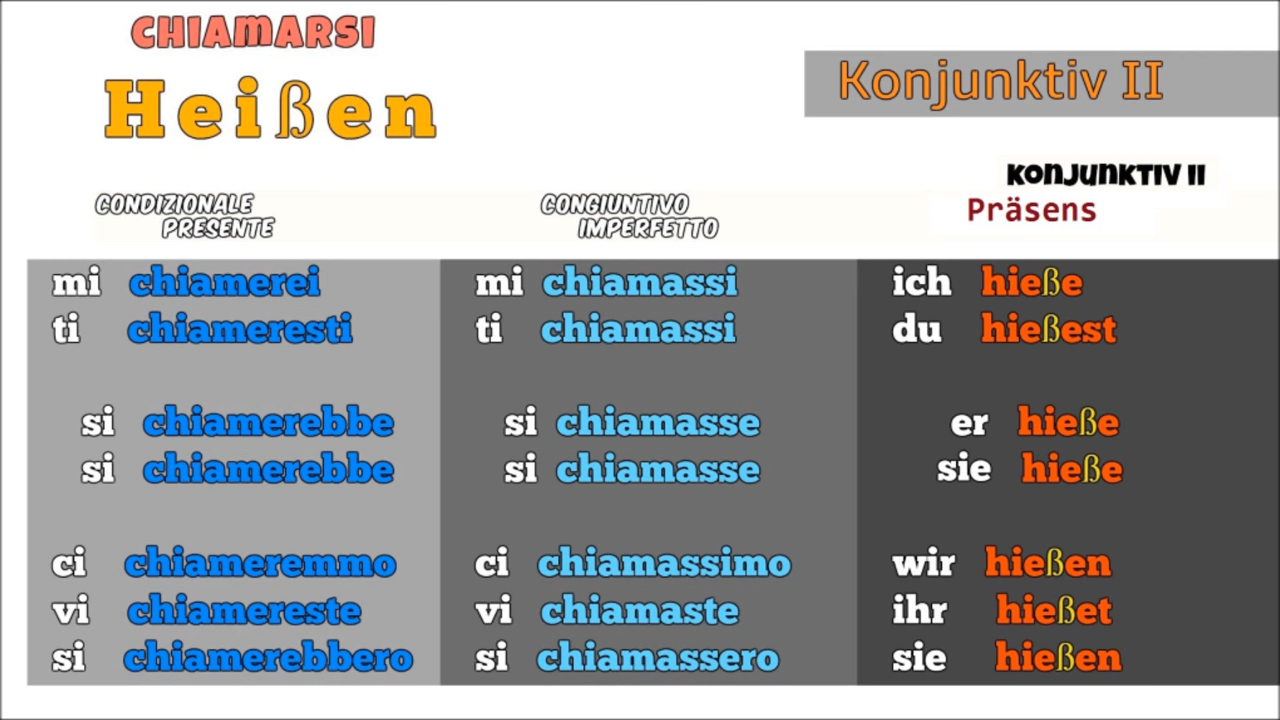 CHIAMARSI
Heißen
Konjunktiv II
CONDIZIONALE
PRESENTE
CONGIUNTIVO
IMPERFETTO
KONJUNKTIV II
Präsens
mi chiamerei mi chiamassi ich hieße
ti chiameresti ti chiamassi du hießest
si chiamerebbe si chiamasse er hieße
si chiamerebbe si chiamasse sie hieße
ci chiameremmo ci chiamassimo wir hießen
vi chiamereste vi chiamaste ihr hießet
si chiamerebbero si chiamassero sie hießen